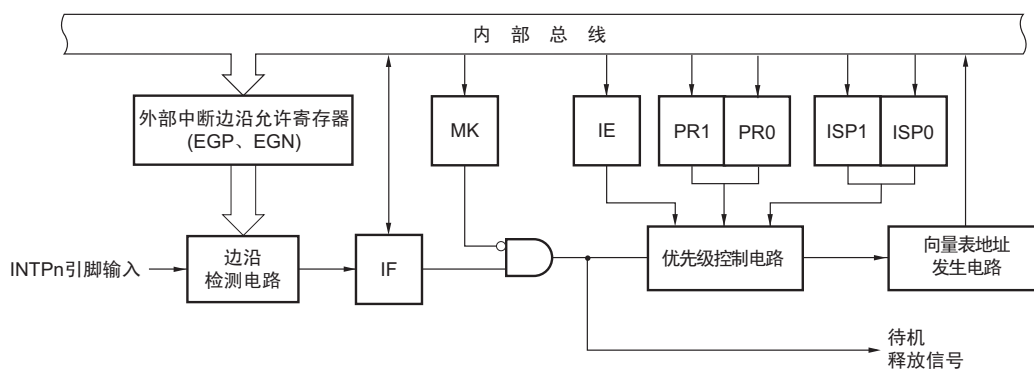 内 部 总 线
外部中断边沿允许寄存器
(EGP、EGN)
MK
IE
PR1
PR0
ISP1
ISP0
INTPn引脚输入
边沿
检测电路
IF
优先级控制电路
向量表地址
发生电路
待机
释放信号